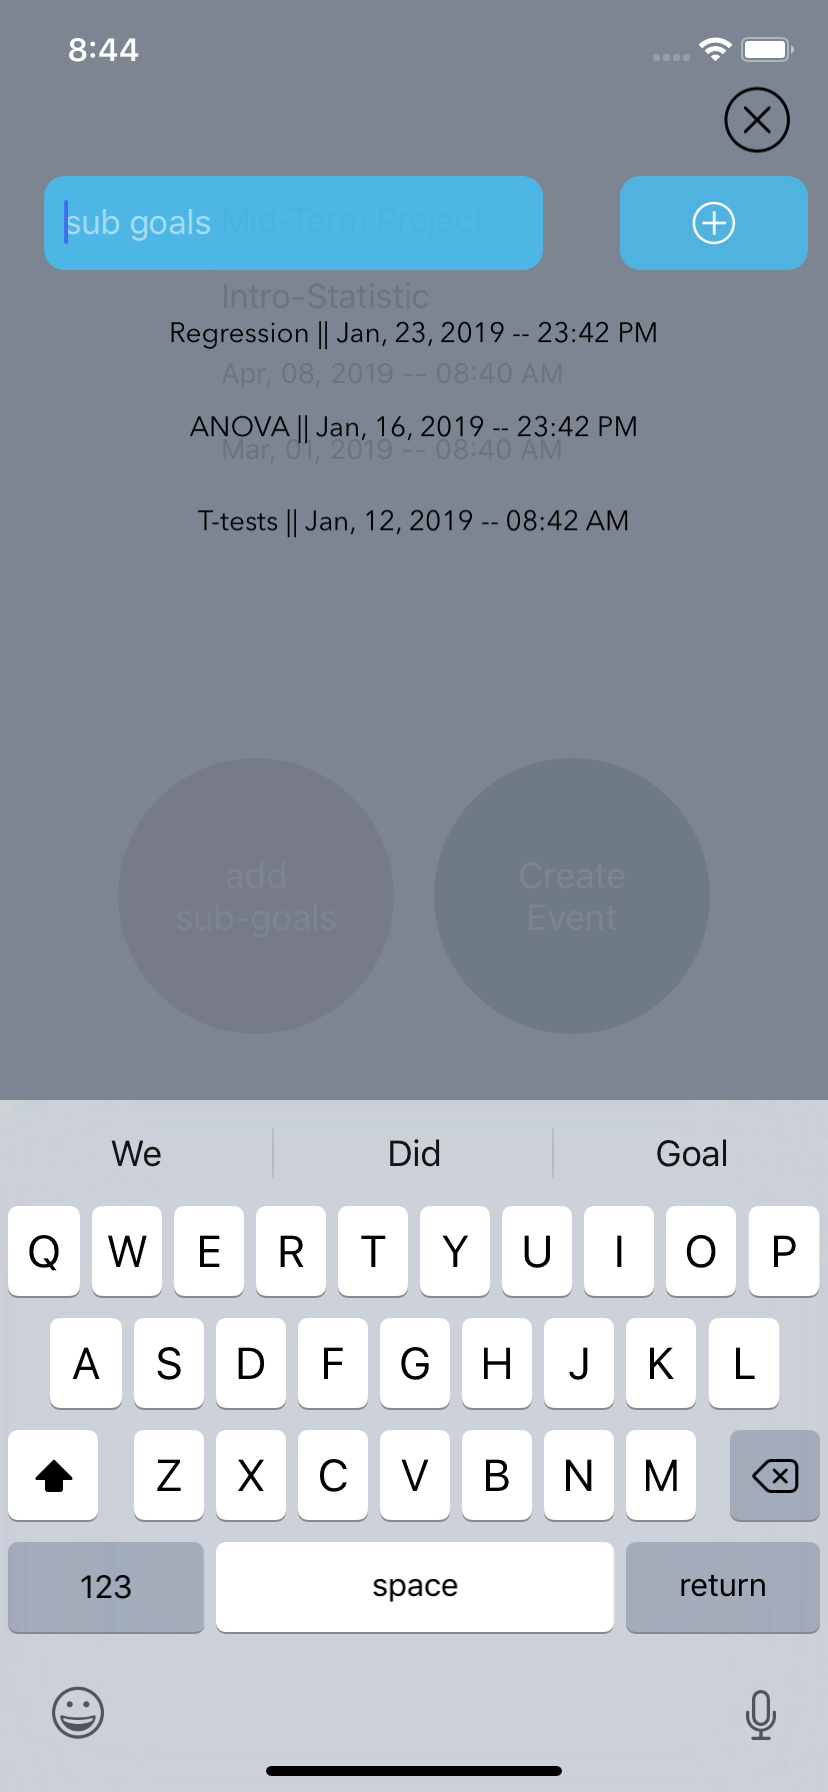 8:44
sub goals Mid-Term Project
Intro-Statistic
Regression || Jan, 23, 2019 -- 23:42 PM
Apr, 08, 2019 -- 08:40 AM
ANOVA || Jan, 16, 2019 -- 23:42 PM
Mar, 01, 2019 -- 08:40 AM
T-tests || Jan, 12, 2019 -- 08:42 AM
add
sub-goals
Create
Event
We Did Goal
Q W E R T Y U I O P
A S D F G H J K L
Z X C V B N M
123 space return